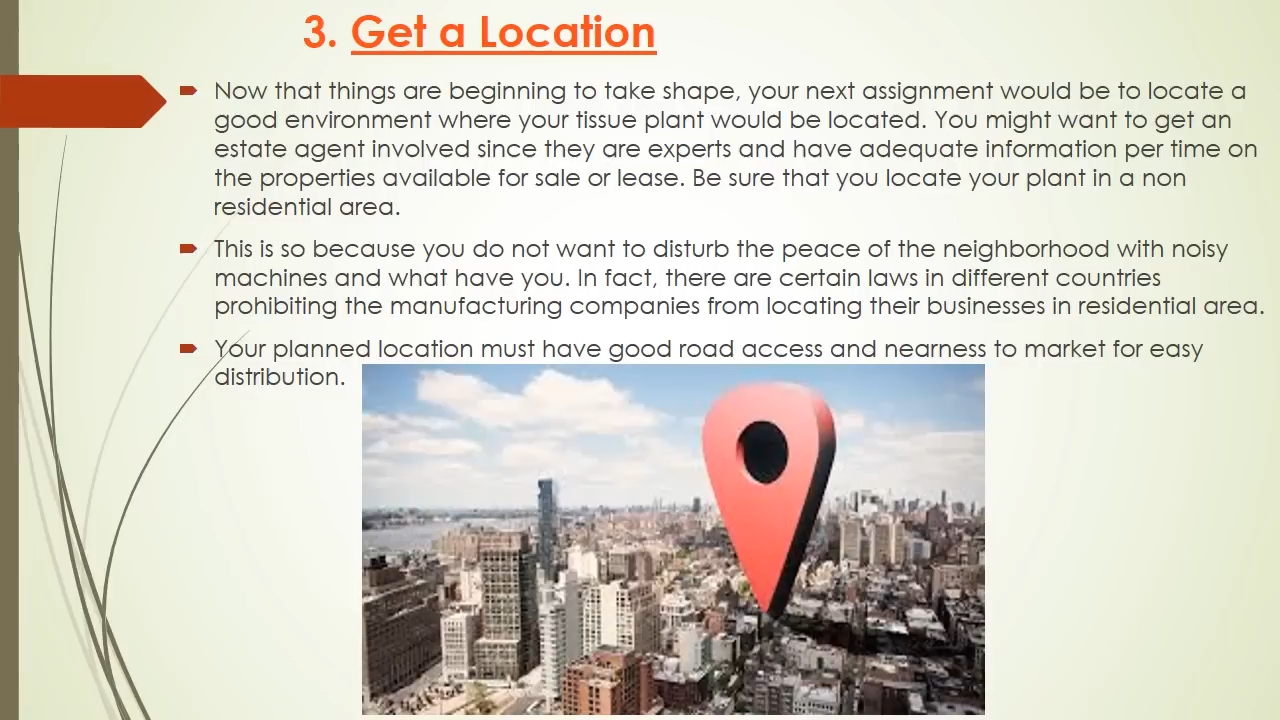 3. Get a Location
Now that things are beginning to take shape, your next assignment would be to locate a
good environment where your tissue plant would be located. You might want to get an
estate agent involved since they are experts and have adequate information per time on
the properties available for sale or lease. Be sure that you locate your plant in a non
residential area.
This is so because you do not want to disturb the peace of the neighborhood with noisy
machines and what have you. In fact, there are certain laws in different countries
prohibiting the manufacturing companies from locating their businesses in residential area.
Your planned location must have good road access and nearness to market for easy
distribution.